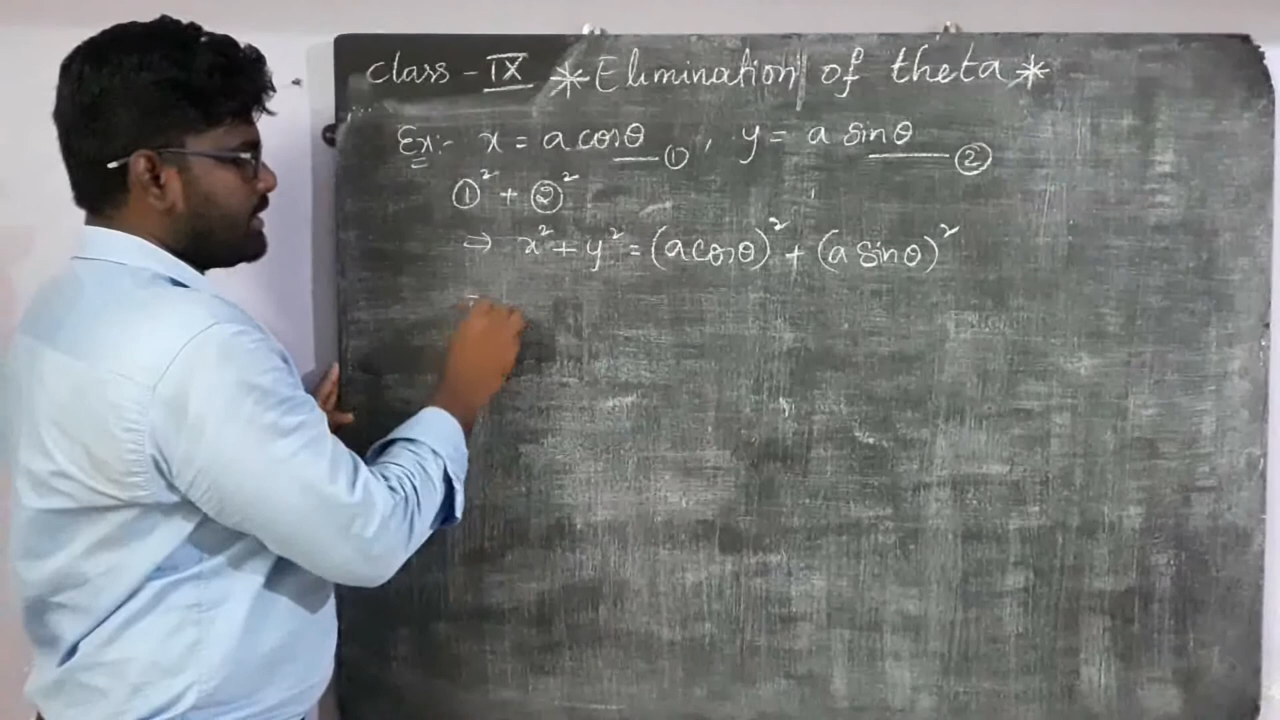 Class - IX * Elimination of theta *
Ex:- x = a cosθ ①, y = a sinθ ②
①² + ②²
⇒ x² + y² = (a cosθ)² + (a sinθ)²